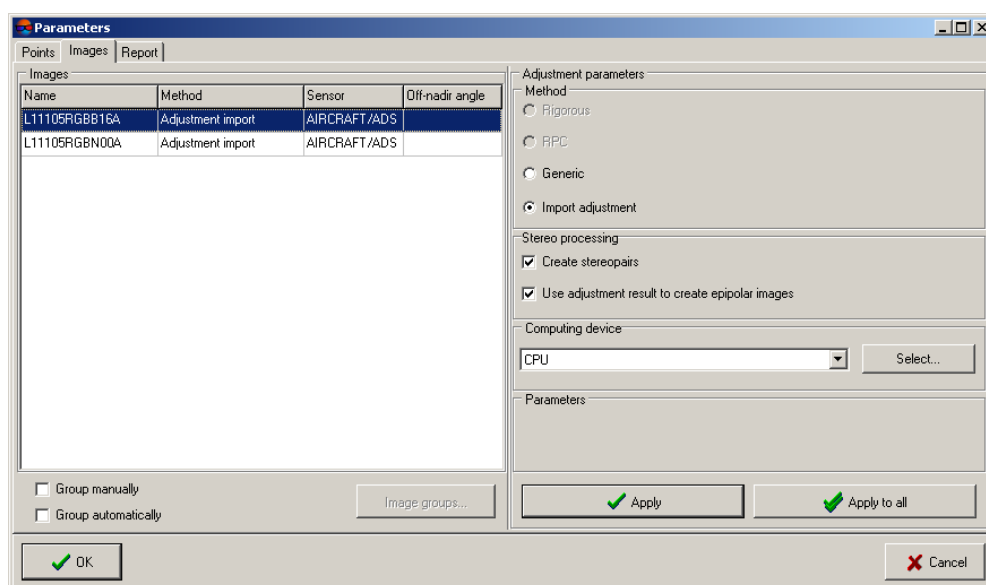 Parameters
Points Images Report
Images
Name Method Sensor Off-nadir angle
L11105RGBB16A Adjustment import AIRCRAFT/ADS
L11105RGBN00A Adjustment import AIRCRAFT/ADS
Group manually
Group automatically
Image groups...
Adjustment parameters
Method
Rigorous
RPC
Generic
Import adjustment
Stereo processing
Create stereopairs
Use adjustment result to create epipolar images
Computing device
CPU Select...
Parameters
Apply Apply to all
OK Cancel